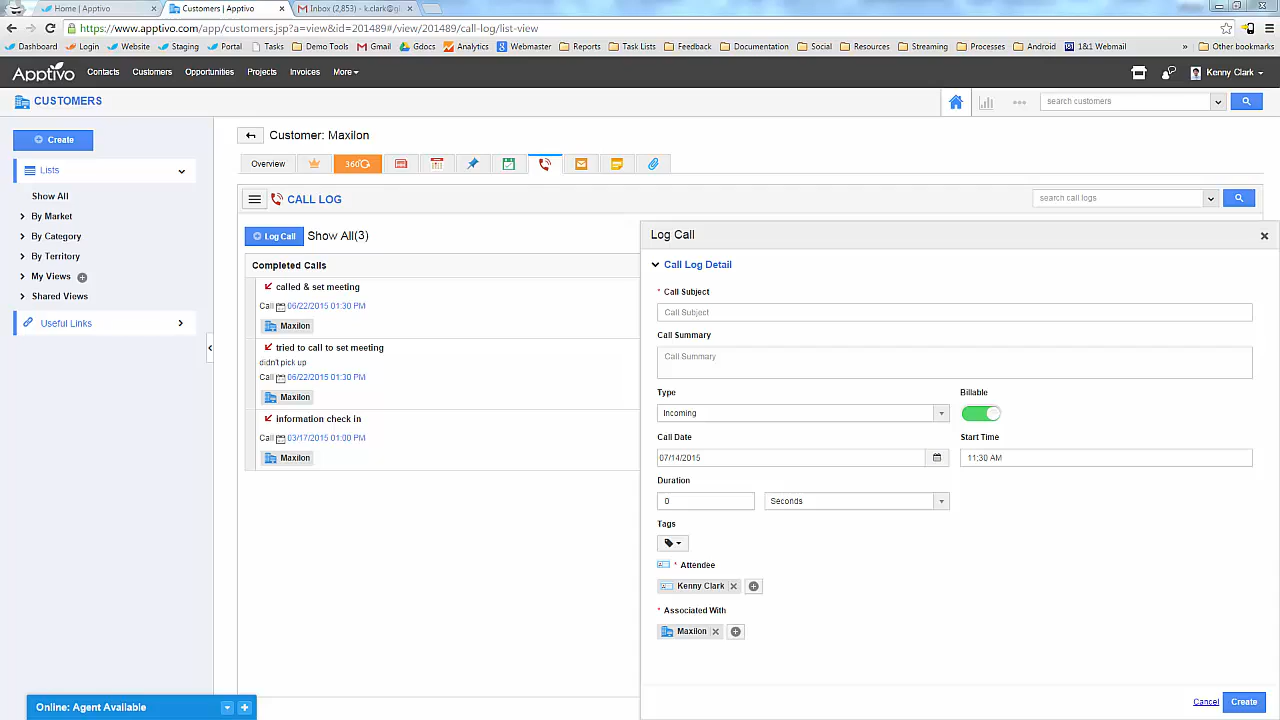 Home | Apptivo
Customers | Apptivo
Inbox (2,853) - k.clark@gl
https://www.apptivo.com/app/customers.jsp?a=view&id=201489#/view/201489/call-log/list-view
Dashboard Login Website Staging Portal Tasks Demo Tools Gmail Gdocs Analytics Webmaster Reports Task Lists Feedback Documentation Social Resources Streaming Processes Android 1&1 Webmail » Other bookmarks
Apptivo Contacts Customers Opportunities Projects Invoices More Kenny Clark
CUSTOMERS
search customers
Create
Lists
Show All
By Market
By Category
By Territory
My Views
Shared Views
Useful Links
Customer: Maxilon
Overview
360
CALL LOG
search call logs
Log Call Show All(3)
Completed Calls
called & set meeting
Call 06/22/2015 01:30 PM
Maxilon
tried to call to set meeting
didn't pick up
Call 06/22/2015 01:30 PM
Maxilon
information check in
Call 03/17/2015 01:00 PM
Maxilon
Log Call
Call Log Detail
* Call Subject
Call Subject
Call Summary
Call Summary
Type
Billable
Incoming
Call Date
Start Time
07/14/2015
11:30 AM
Duration
0
Seconds
Tags
* Attendee
Kenny Clark
* Associated With
Maxilon
Cancel
Create
Online: Agent Available